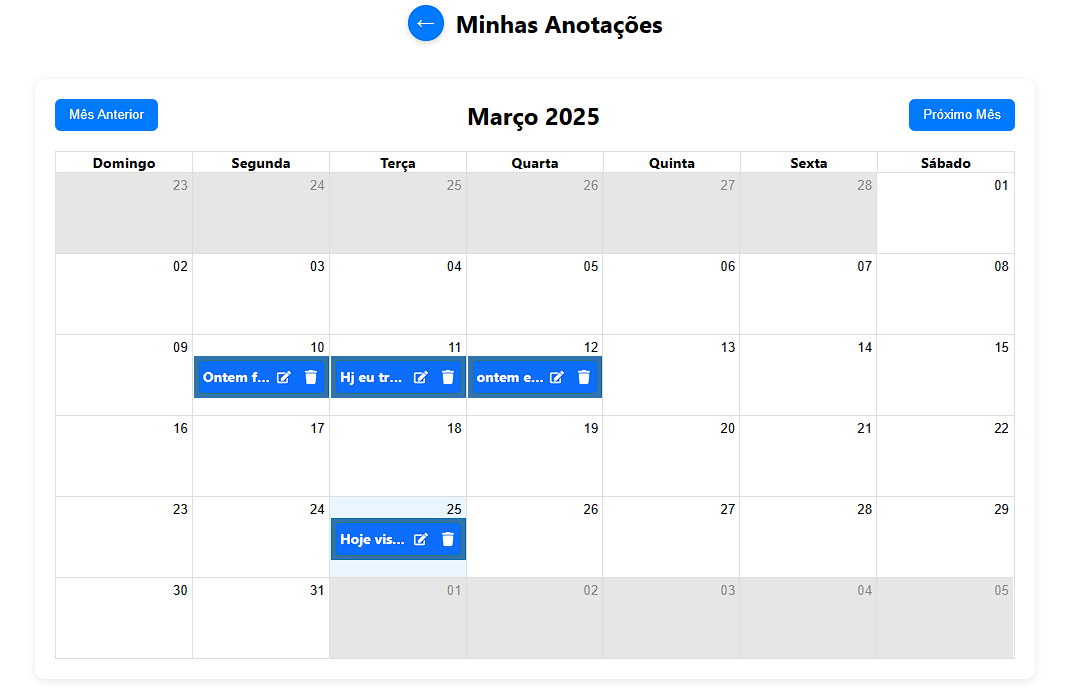 ← Minhas Anotações
Mês Anterior Março 2025 Próximo Mês
Domingo Segunda Terça Quarta Quinta Sexta Sábado
23 24 25 26 27 28 01
02 03 04 05 06 07 08
09 10 11 12 13 14 15
Ontem f... Hj eu tr... ontem e...
16 17 18 19 20 21 22
23 24 25 26 27 28 29
Hoje vis...
30 31 01 02 03 04 05